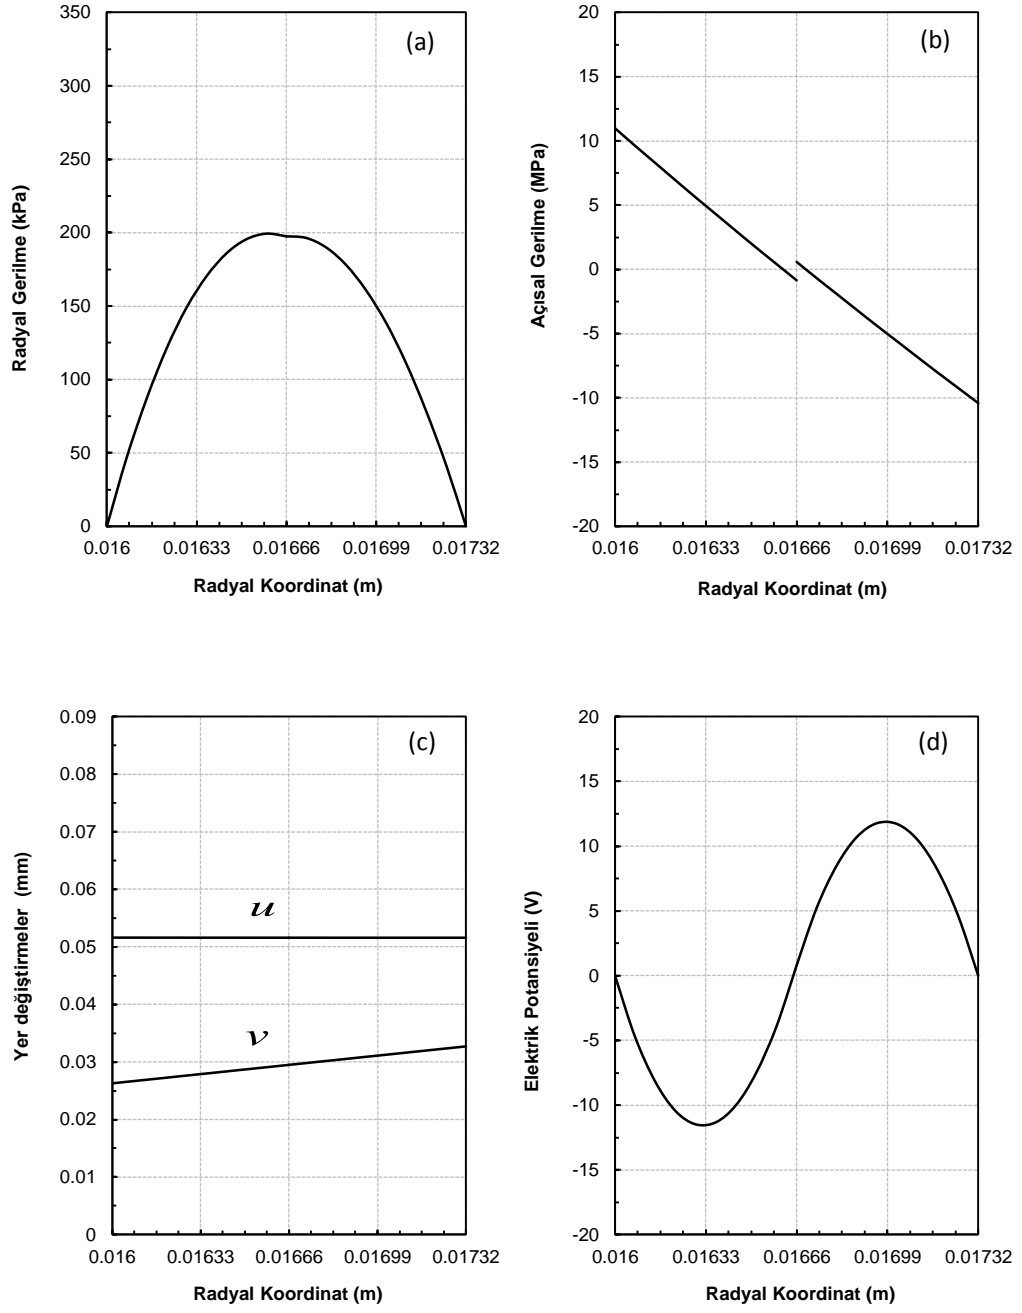 (a)
Radyal Gerilme (kPa)
350
300
250
200
150
100
50
0
0.016 0.01633 0.01666 0.01699 0.01732
Radyal Koordinat (m)
(b)
Açısal Gerilme (MPa)
20
15
10
5
0
-5
-10
-15
-20
0.016 0.01633 0.01666 0.01699 0.01732
Radyal Koordinat (m)
(c)
Yer değiştirmeler (mm)
0.09
0.08
0.07
0.06
0.05
0.04
0.03
0.02
0.01
0
u
v
0.016 0.01633 0.01666 0.01699 0.01732
Radyal Koordinat (m)
(d)
Elektrik Potansiyeli (V)
20
15
10
5
0
-5
-10
-15
-20
0.016 0.01633 0.01666 0.01699 0.01732
Radyal Koordinat (m)